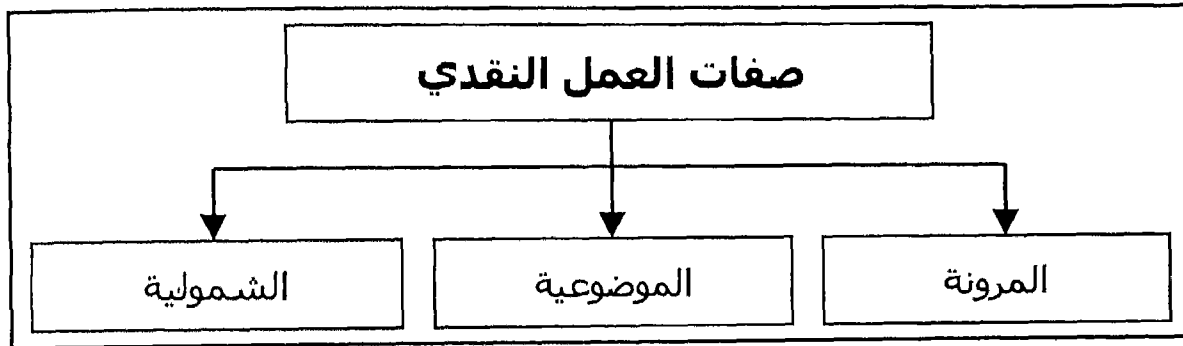 صفات العمل النقدي
المرونة
الموضوعية
الشمولية